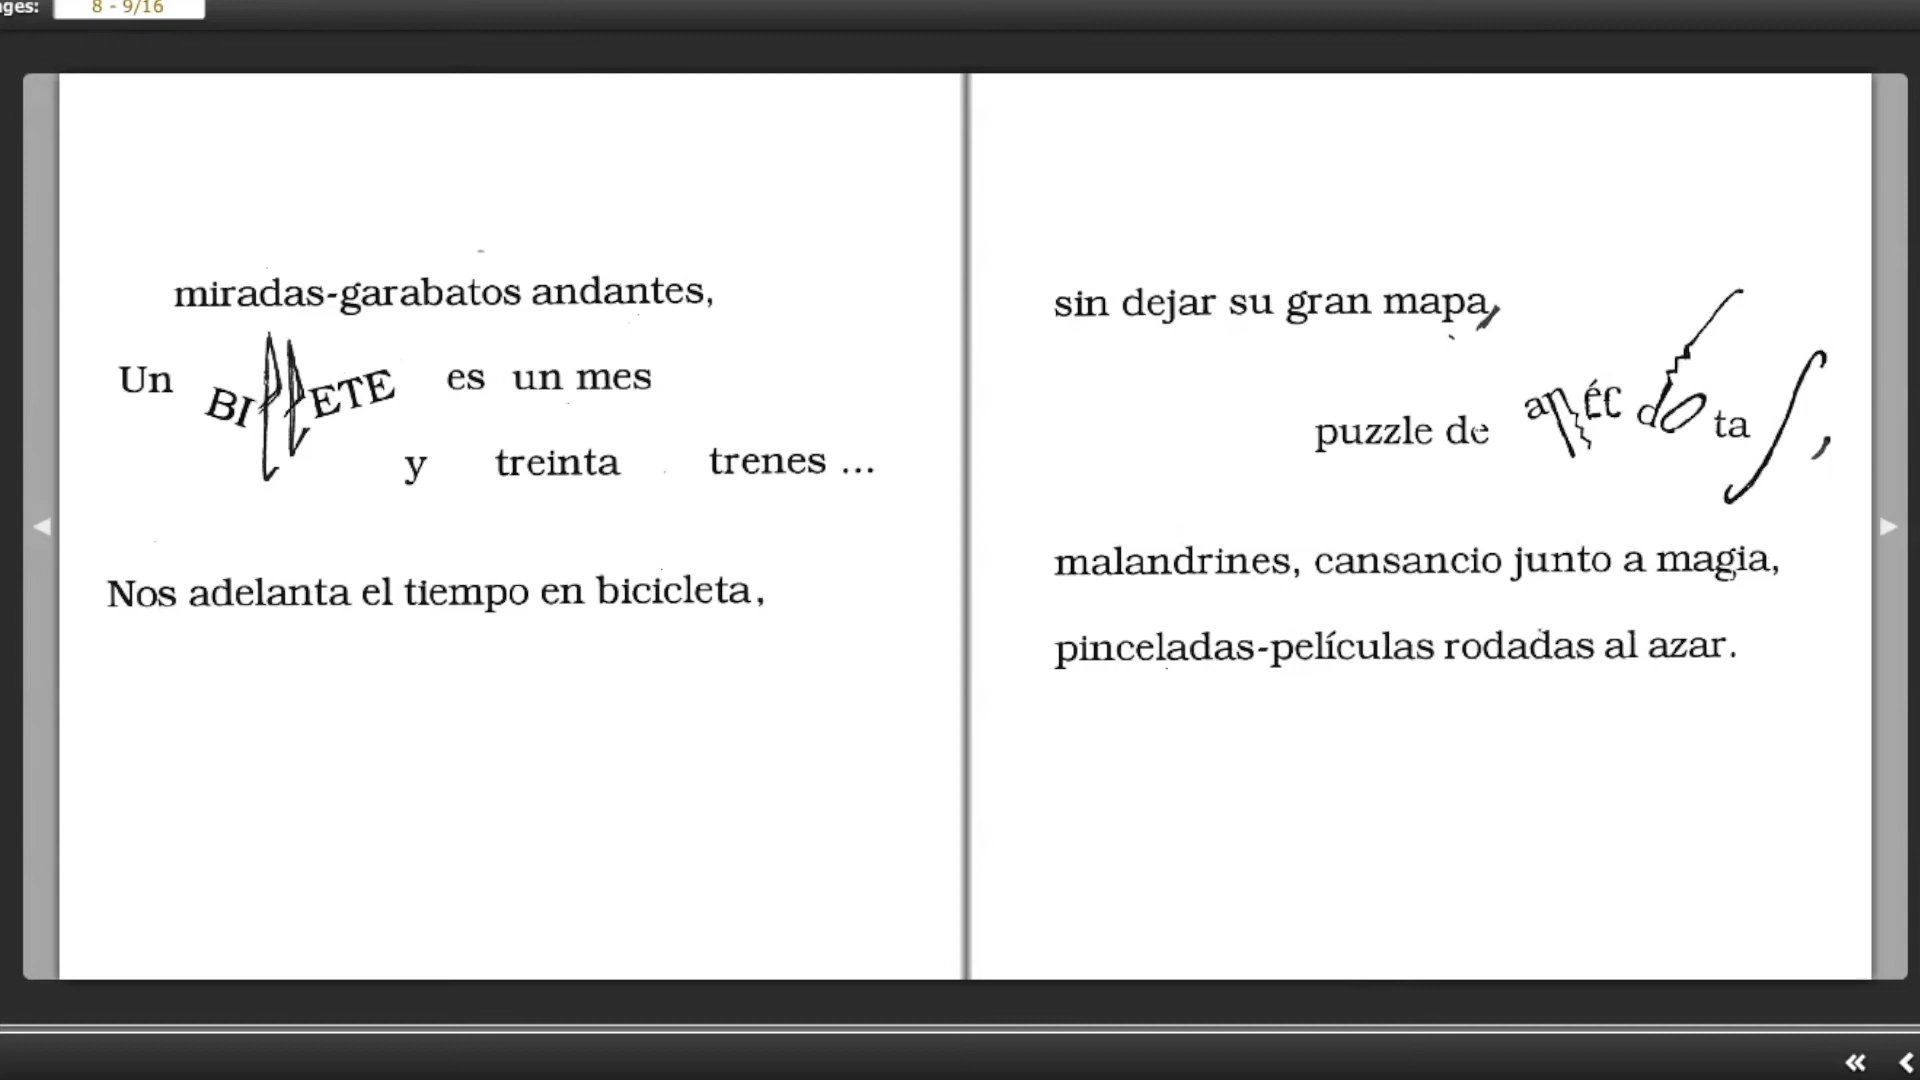 ges:
8 - 9/16
miradas-garabatos andantes,
Un BILLETE es un mes
y treinta trenes ...
Nos adelanta el tiempo en bicicleta,
sin dejar su gran mapa,
puzzle de anécdotas,
malandrines, cansancio junto a magia,
pinceladas-películas rodadas al azar.